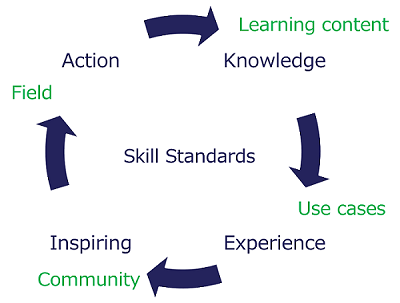 Learning content
Action
Knowledge
Field
Skill Standards
Use cases
Inspiring
Experience
Community